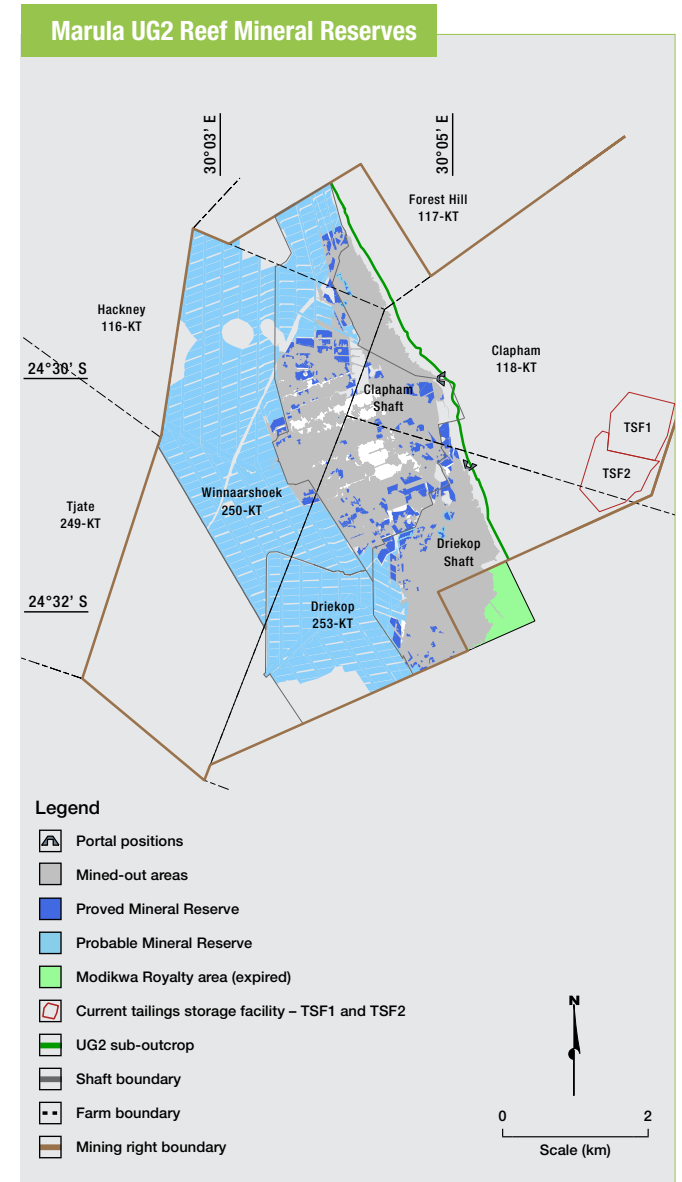 Marula UG2 Reef Mineral Reserves
30°03' E
30°05' E
Forest Hill
117-KT
Hackney
116-KT
Clapham
118-KT
24°30' S
Clapham
Shaft
TSF1
TSF2
Winnaarshoek
250-KT
Tjate
249-KT
Driekop
Shaft
24°32' S
Driekop
253-KT
Legend
Portal positions
Mined-out areas
Proved Mineral Reserve
Probable Mineral Reserve
Modikwa Royalty area (expired)
Current tailings storage facility – TSF1 and TSF2
UG2 sub-outcrop
Shaft boundary
Farm boundary
Mining right boundary
N
0 2
Scale (km)